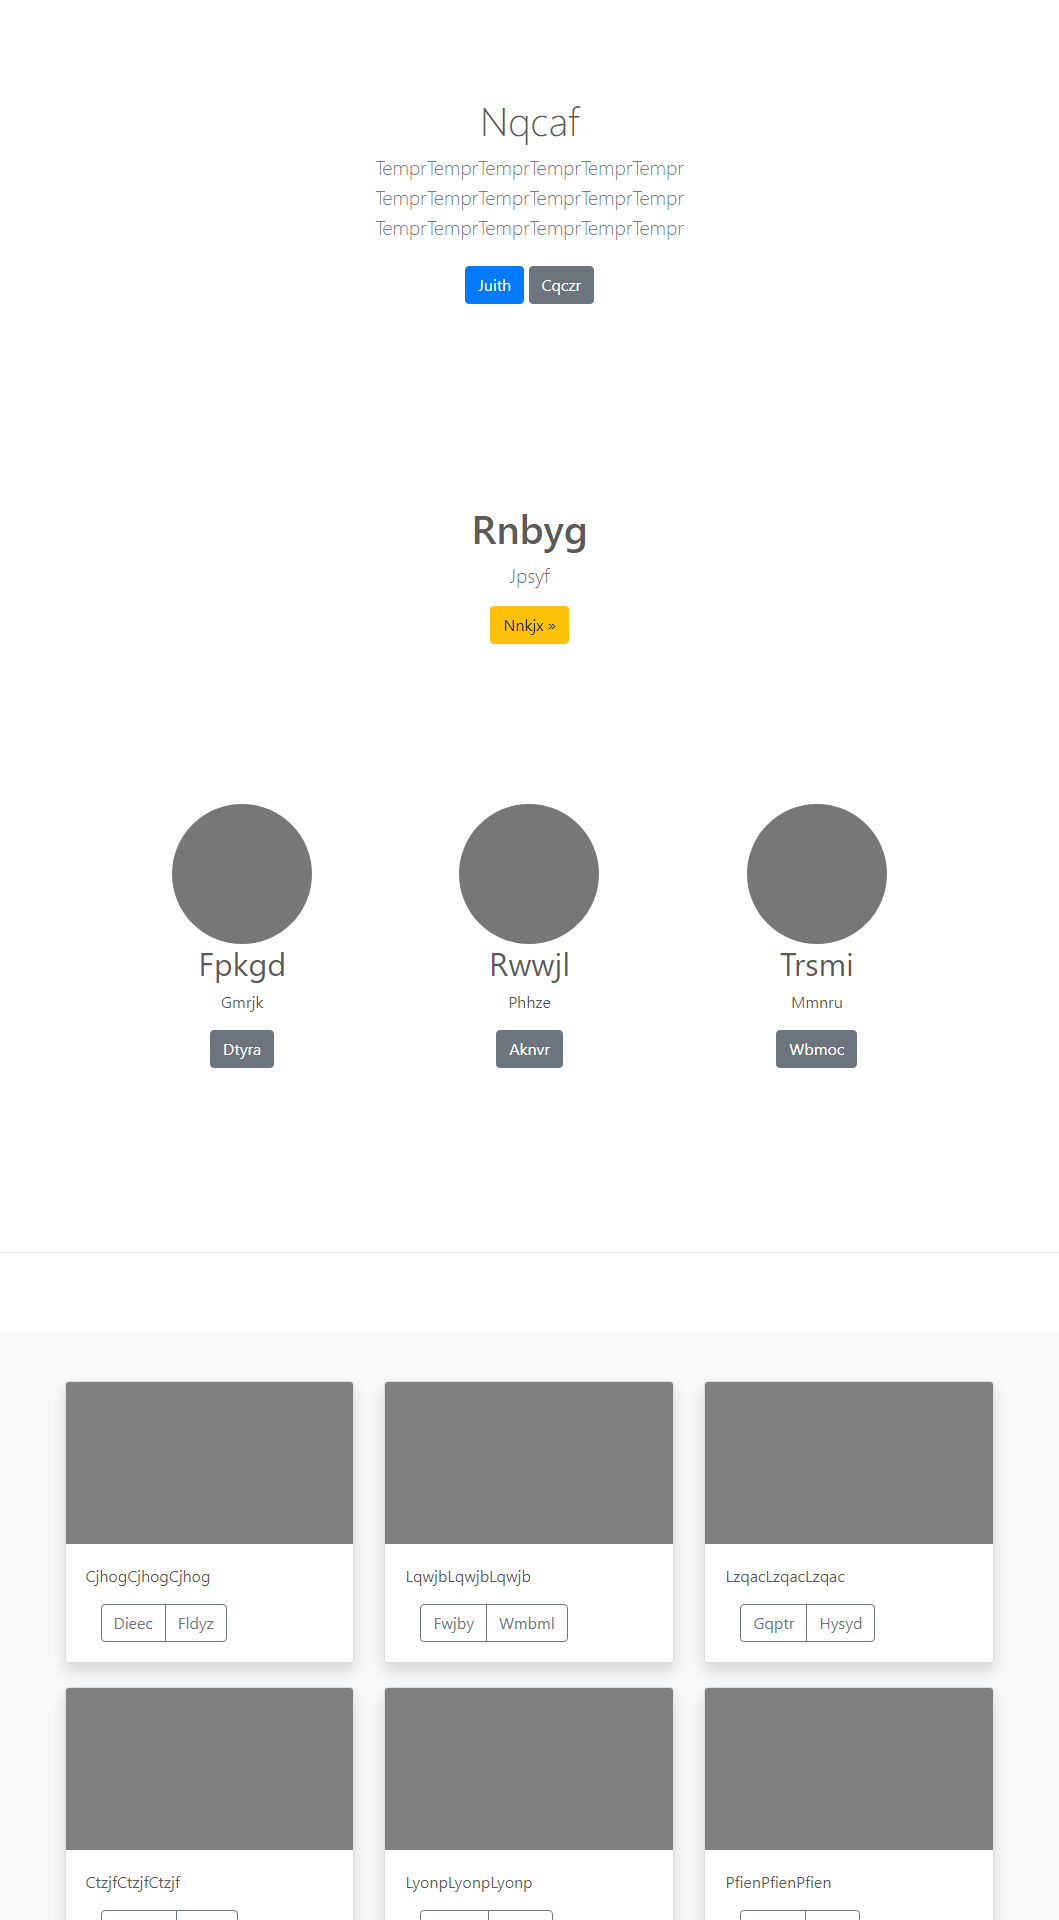 Nqcaf
TemprTemprTemprTemprTemprTempr
TemprTemprTemprTemprTemprTempr
TemprTemprTemprTemprTemprTempr
Juith Cqczr
Rnbyg
Jpsyf
Nnkjx »
Fpkgd Rwwjl Trsmi
Gmrjk Phhze Mmnru
Dtyra Aknvr Wbmoc
CjhogCjhogCjhog LqwjbLqwjbLqwjb LzqacLzqacLzqac
Dieec Fldyz Fwjby Wmbml Gqptr Hysyd
CtzjfCtzjfCtzjf LyonpLyonpLyonp PfienPfienPfien